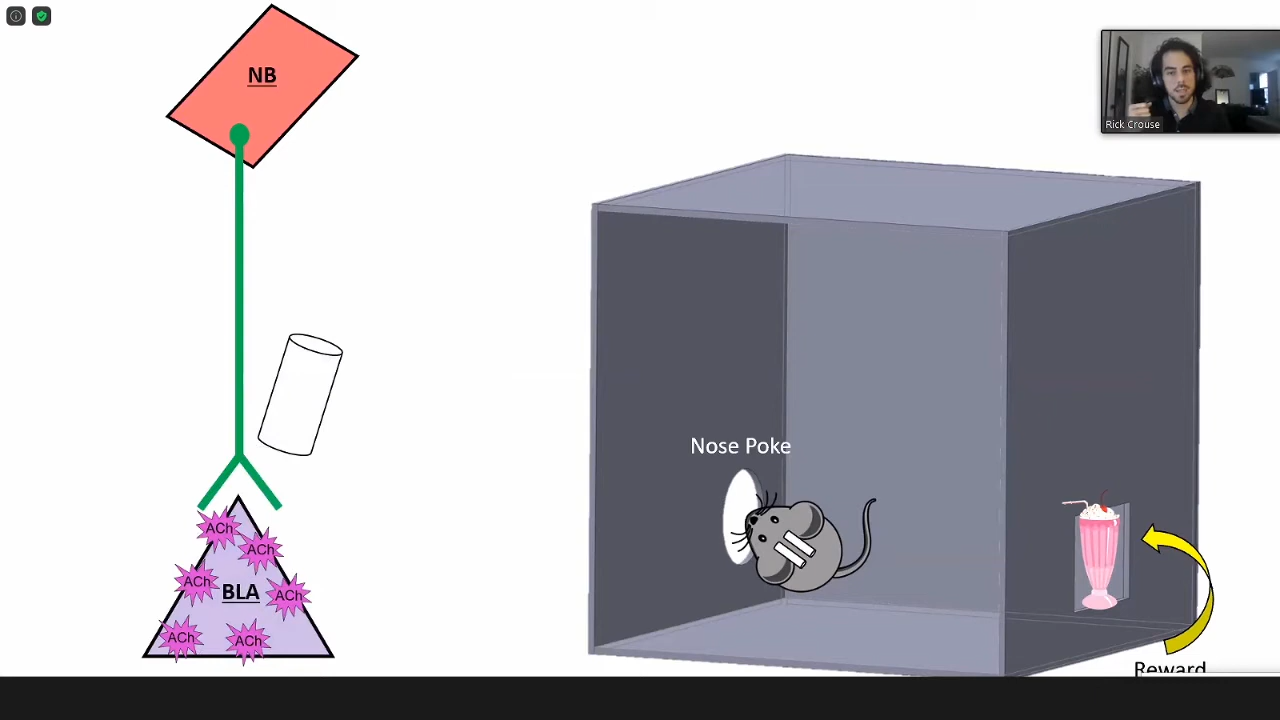 NB
Rick Crouse
Nose Poke
ACh
ACh
ACh
BLA
ACh
ACh
ACh
Reward